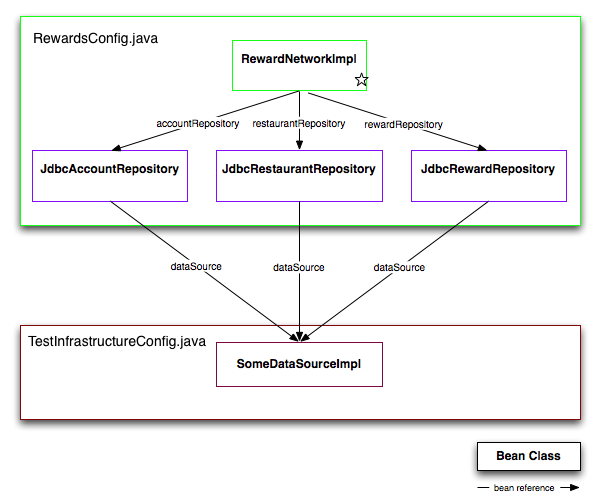 RewardsConfig.java
RewardNetworkImpl
accountRepository
restaurantRepository
rewardRepository
JdbcAccountRepository
JdbcRestaurantRepository
JdbcRewardRepository
dataSource
dataSource
dataSource
TestInfrastructureConfig.java
SomeDataSourceImpl
Bean Class
bean reference